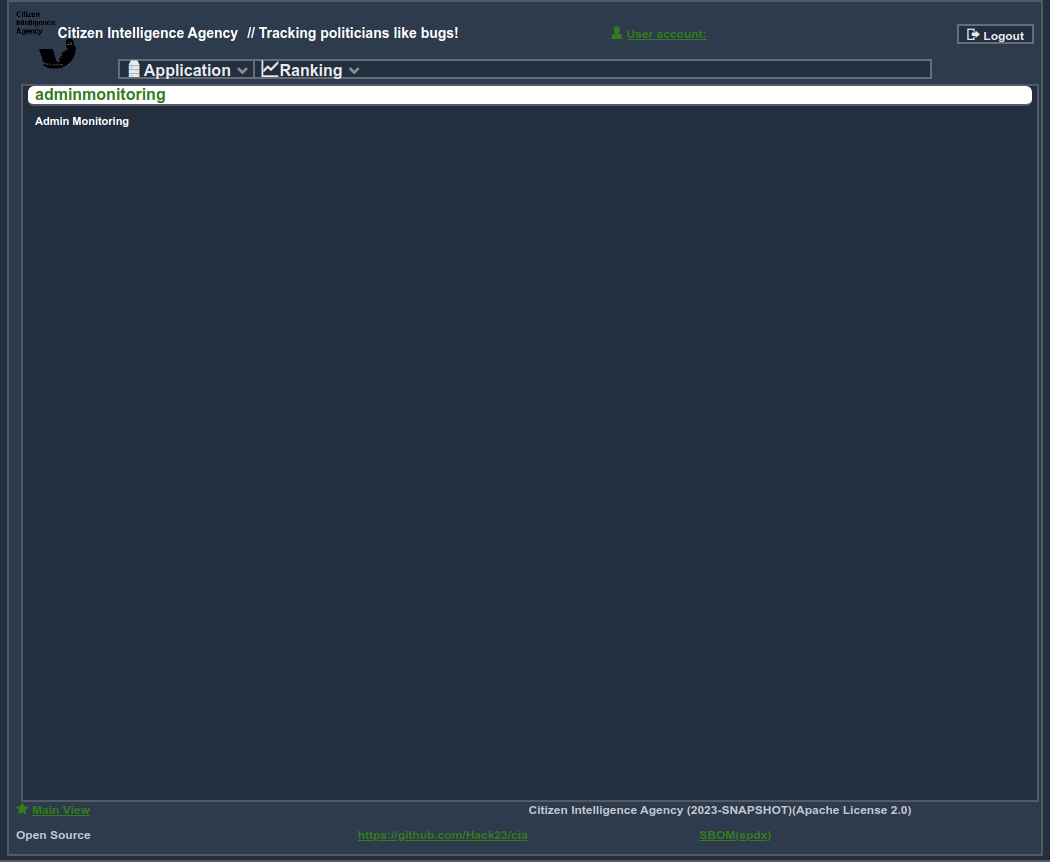 Citizen
Intelligence
Agency
Citizen Intelligence Agency // Tracking politicians like bugs!
User account:
Logout
Application
Ranking
adminmonitoring
Admin Monitoring
Main View
Citizen Intelligence Agency (2023-SNAPSHOT)(Apache License 2.0)
Open Source
https://github.com/Hack23/cia
SBOM(spdx)